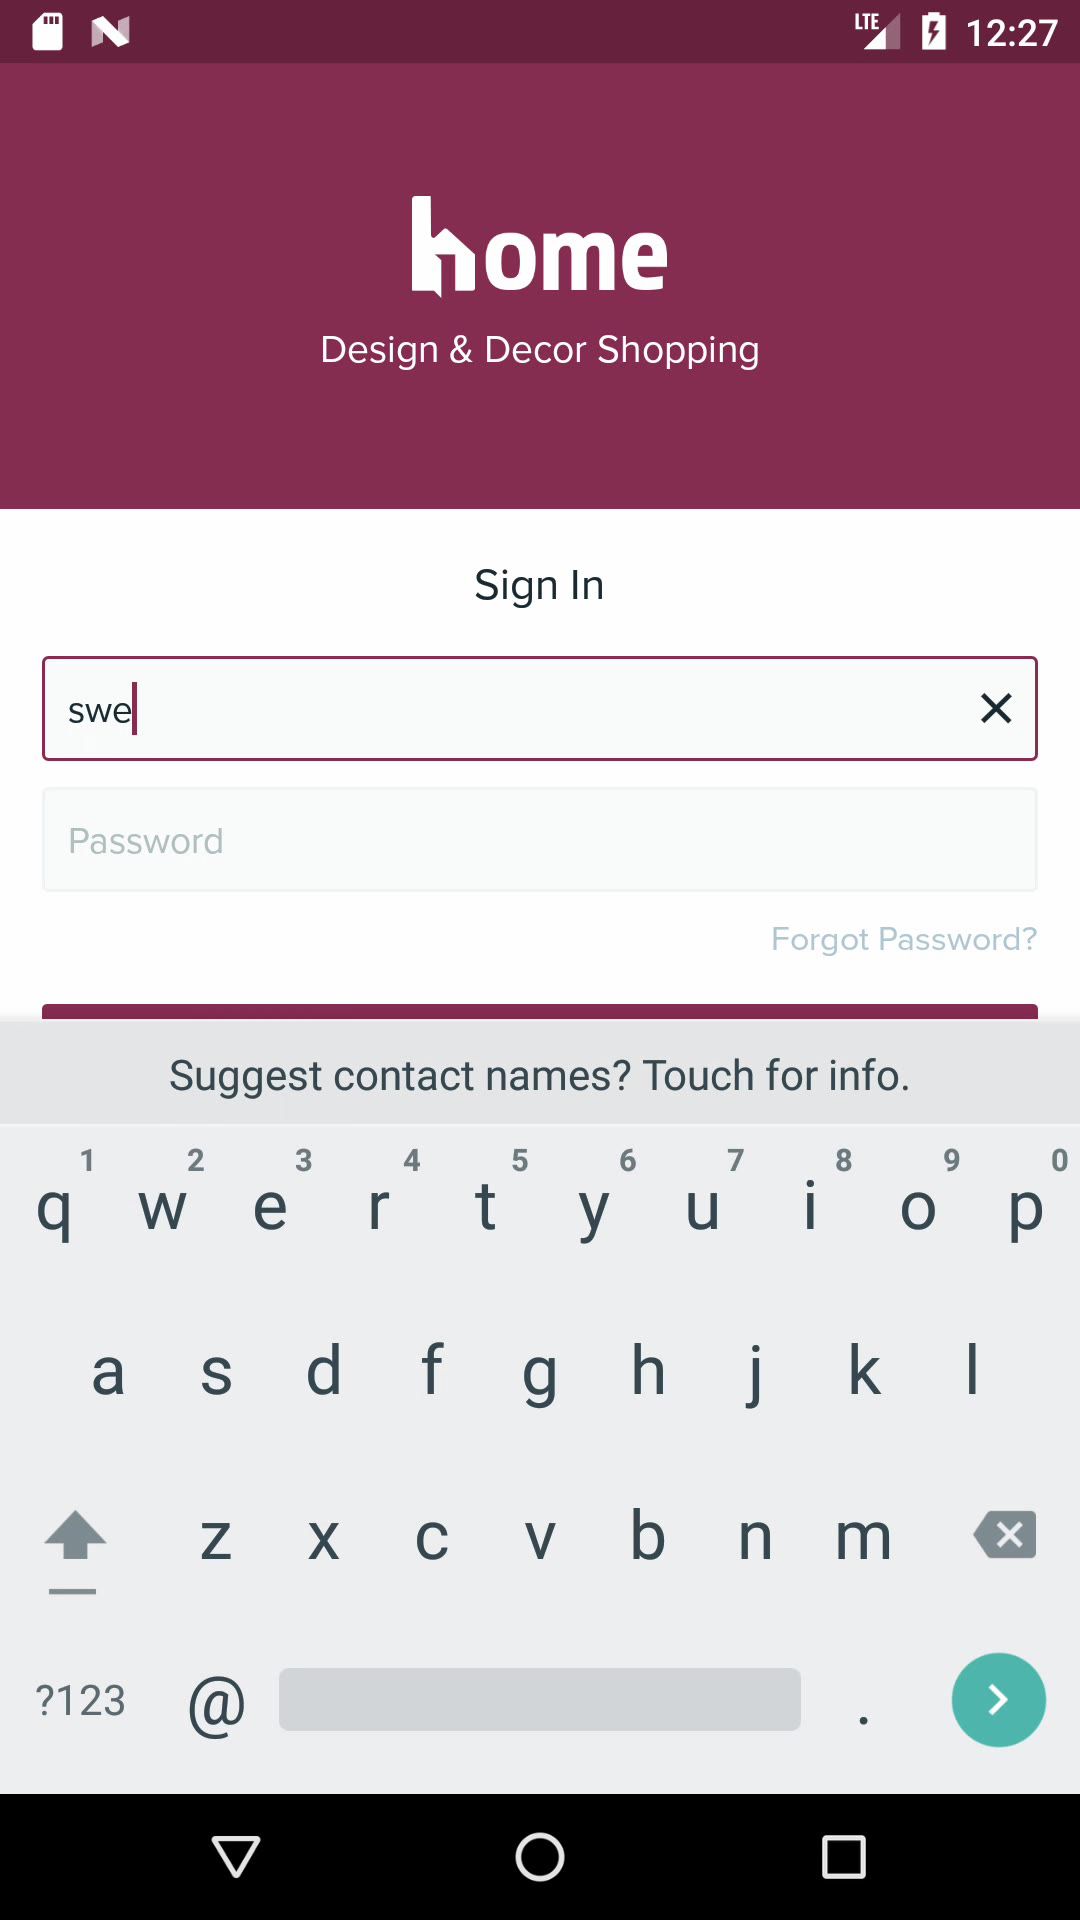 LTE 12:27
home
Design & Decor Shopping
Sign In
swe
Password
Forgot Password?
Suggest contact names? Touch for info.
1 2 3 4 5 6 7 8 9 0
q w e r t y u i o p
a s d f g h j k l
z x c v b n m
?123 @ .